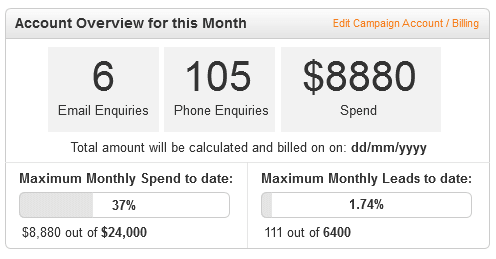 Account Overview for this Month
Edit Campaign Account / Billing
6
Email Enquiries
105
Phone Enquiries
$8880
Spend
Total amount will be calculated and billed on on: dd/mm/yyyy
Maximum Monthly Spend to date:
37%
$8,880 out of $24,000
Maximum Monthly Leads to date:
1.74%
111 out of 6400